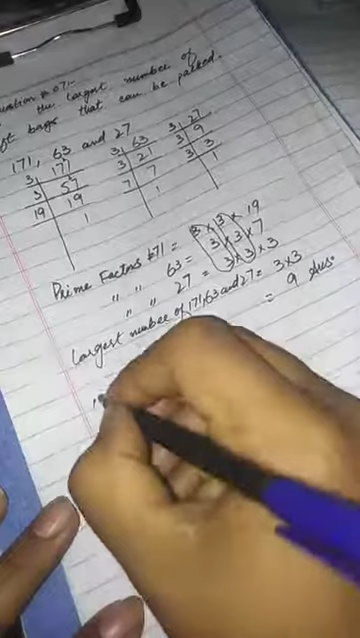 the largest number of
bags that can be packed.
171, 63 and 27
3 171 3 63 3 27
3 57 3 21 3 9
19 19 7 7 3 3
1 1 1
Prime Factors 171 = 3 × 3 × 19
" " 63 = 3 × 3 × 7
" " 27 = 3 × 3 × 3
Largest number of 171, 63 and 27 = 3×3
= 9 Ans.